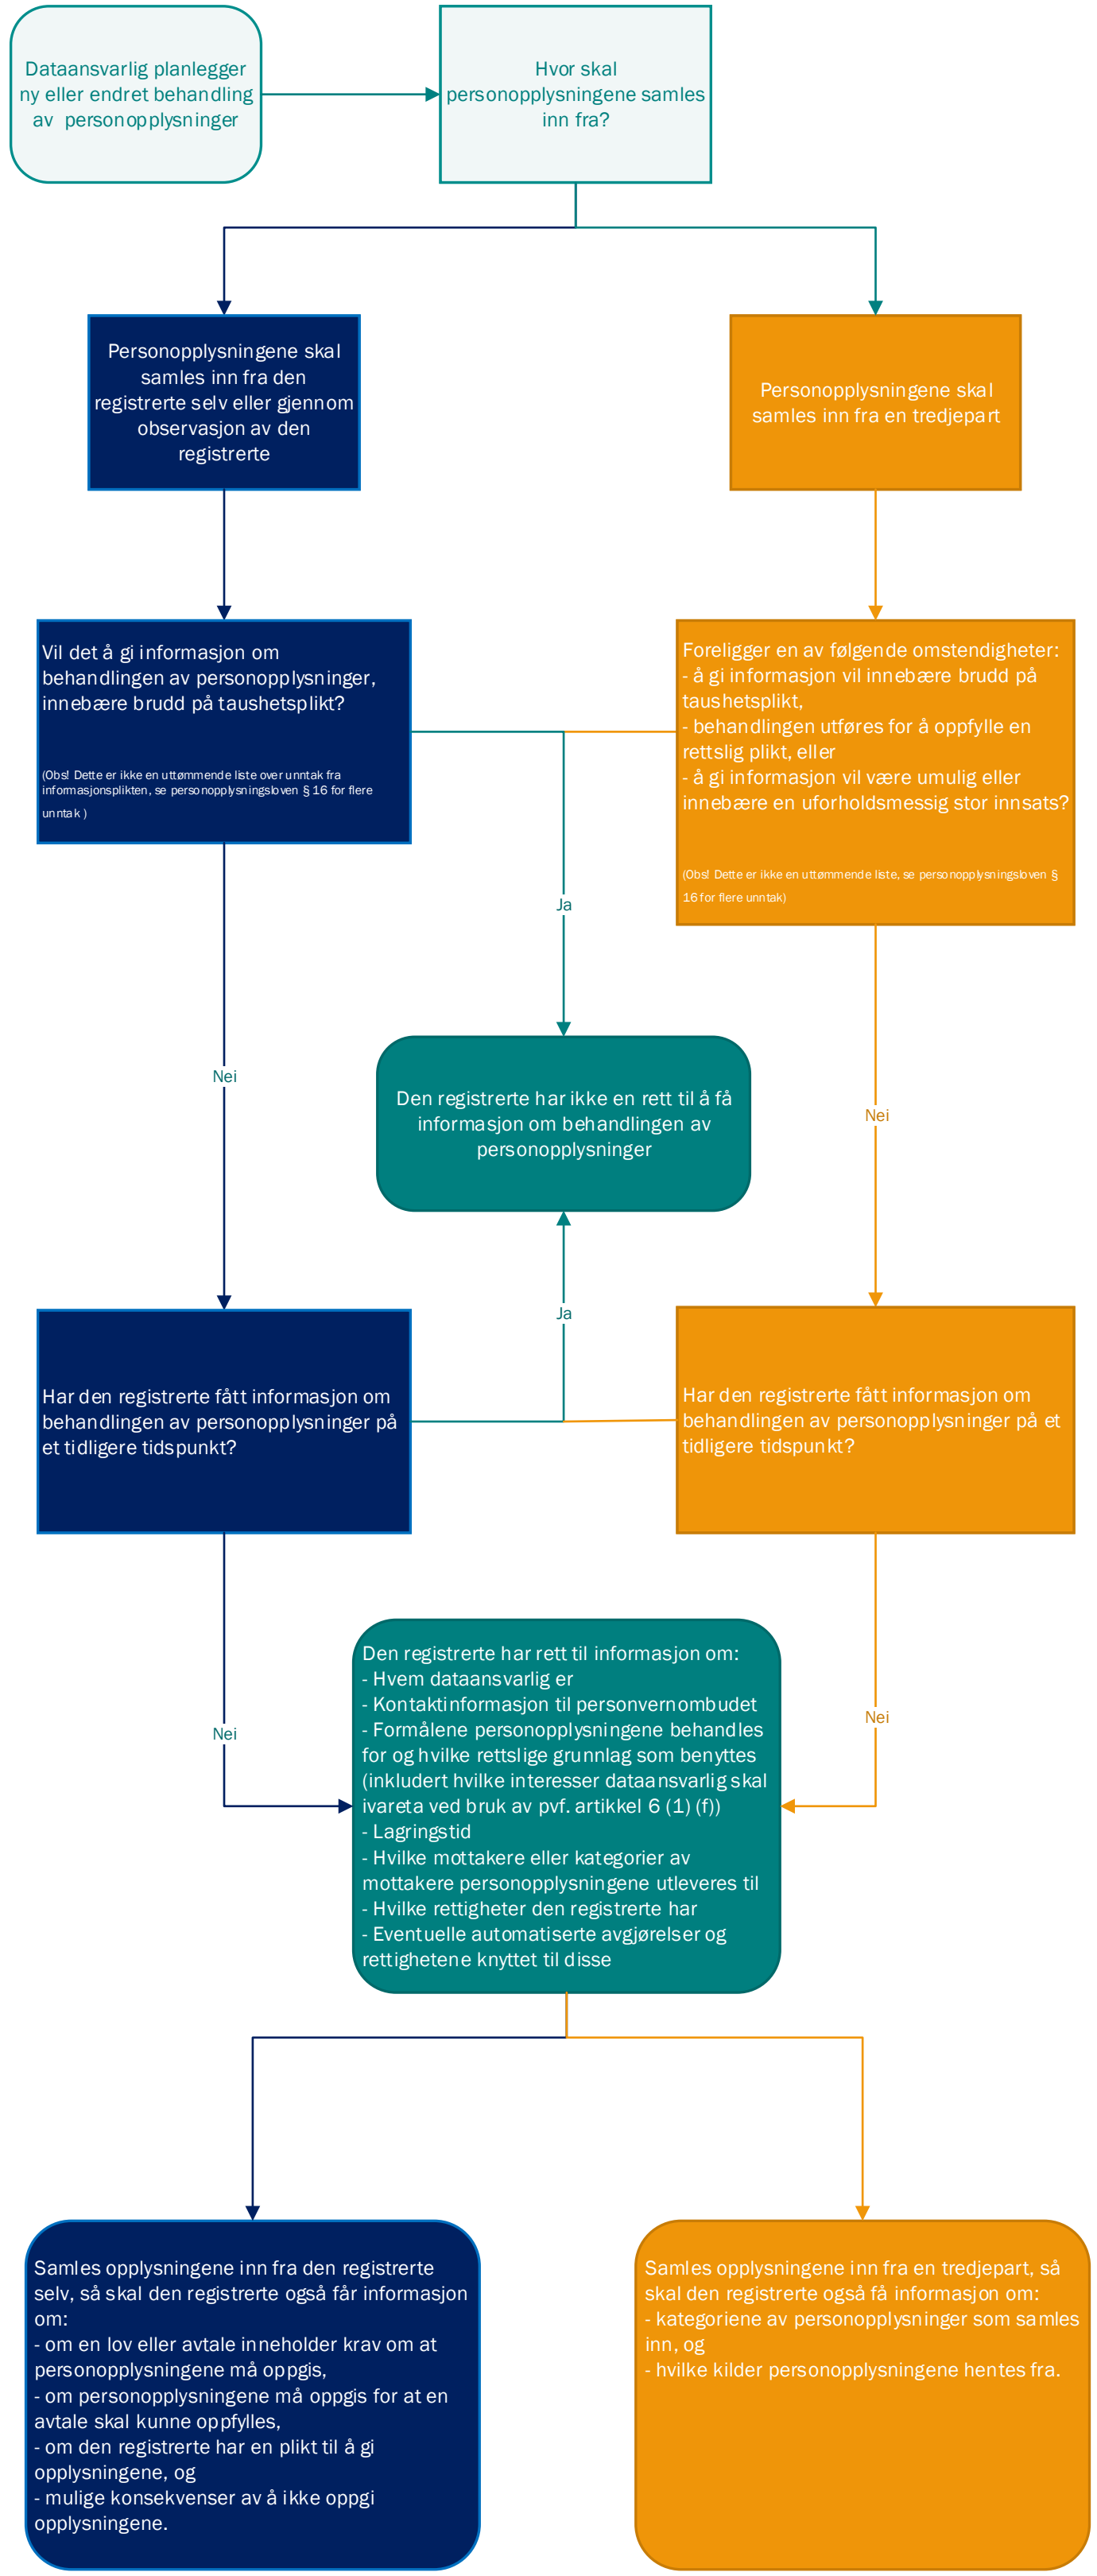 Dataansvarlig planlegger
ny eller endret behandling
av personopplysninger
Hvor skal
personopplysningene samles
inn fra?
Personopplysningene skal
samles inn fra den
registrerte selv eller gjennom
observasjon av den
registrerte
Personopplysningene skal
samles inn fra en tredjepart
Vil det å gi informasjon om
behandlingen av personopplysninger,
innebære brudd på taushetsplikt?
(Obs! Dette er ikke en uttømmende liste over unntak fra
informasjonsplikten, se personopplysningsloven § 16 for flere
unntak )
Foreligger en av følgende omstendigheter:
- å gi informasjon vil innebære brudd på
taushetsplikt,
- behandlingen utføres for å oppfylle en
rettslig plikt, eller
- å gi informasjon vil være umulig eller
innebære en uforholdsmessig stor innsats?
(Obs! Dette er ikke en uttømmende liste, se personopplysningsloven §
16 for flere unntak)
Ja
Nei
Den registrerte har ikke en rett til å få
informasjon om behandlingen av
personopplysninger
Nei
Ja
Har den registrerte fått informasjon om
behandlingen av personopplysninger på
et tidligere tidspunkt?
Har den registrerte fått informasjon om
behandlingen av personopplysninger på et
tidligere tidspunkt?
Nei
Den registrerte har rett til informasjon om:
- Hvem dataansvarlig er
- Kontaktinformasjon til personvernombudet
- Formålene personopplysningene behandles
for og hvilke rettslige grunnlag som benyttes
(inkludert hvilke interesser dataansvarlig skal
ivareta ved bruk av pvf. artikkel 6 (1) (f))
- Lagringstid
- Hvilke mottakere eller kategorier av
mottakere personopplysningene utleveres til
- Hvilke rettigheter den registrerte har
- Eventuelle automatiserte avgjørelser og
rettighetene knyttet til disse
Nei
Samles opplysningene inn fra den registrerte
selv, så skal den registrerte også får informasjon
om:
- om en lov eller avtale inneholder krav om at
personopplysningene må oppgis,
- om personopplysningene må oppgis for at en
avtale skal kunne oppfylles,
- om den registrerte har en plikt til å gi
opplysningene, og
- mulige konsekvenser av å ikke oppgi
opplysningene.
Samles opplysningene inn fra en tredjepart, så
skal den registrerte også få informasjon om:
- kategoriene av personopplysninger som samles
inn, og
- hvilke kilder personopplysningene hentes fra.